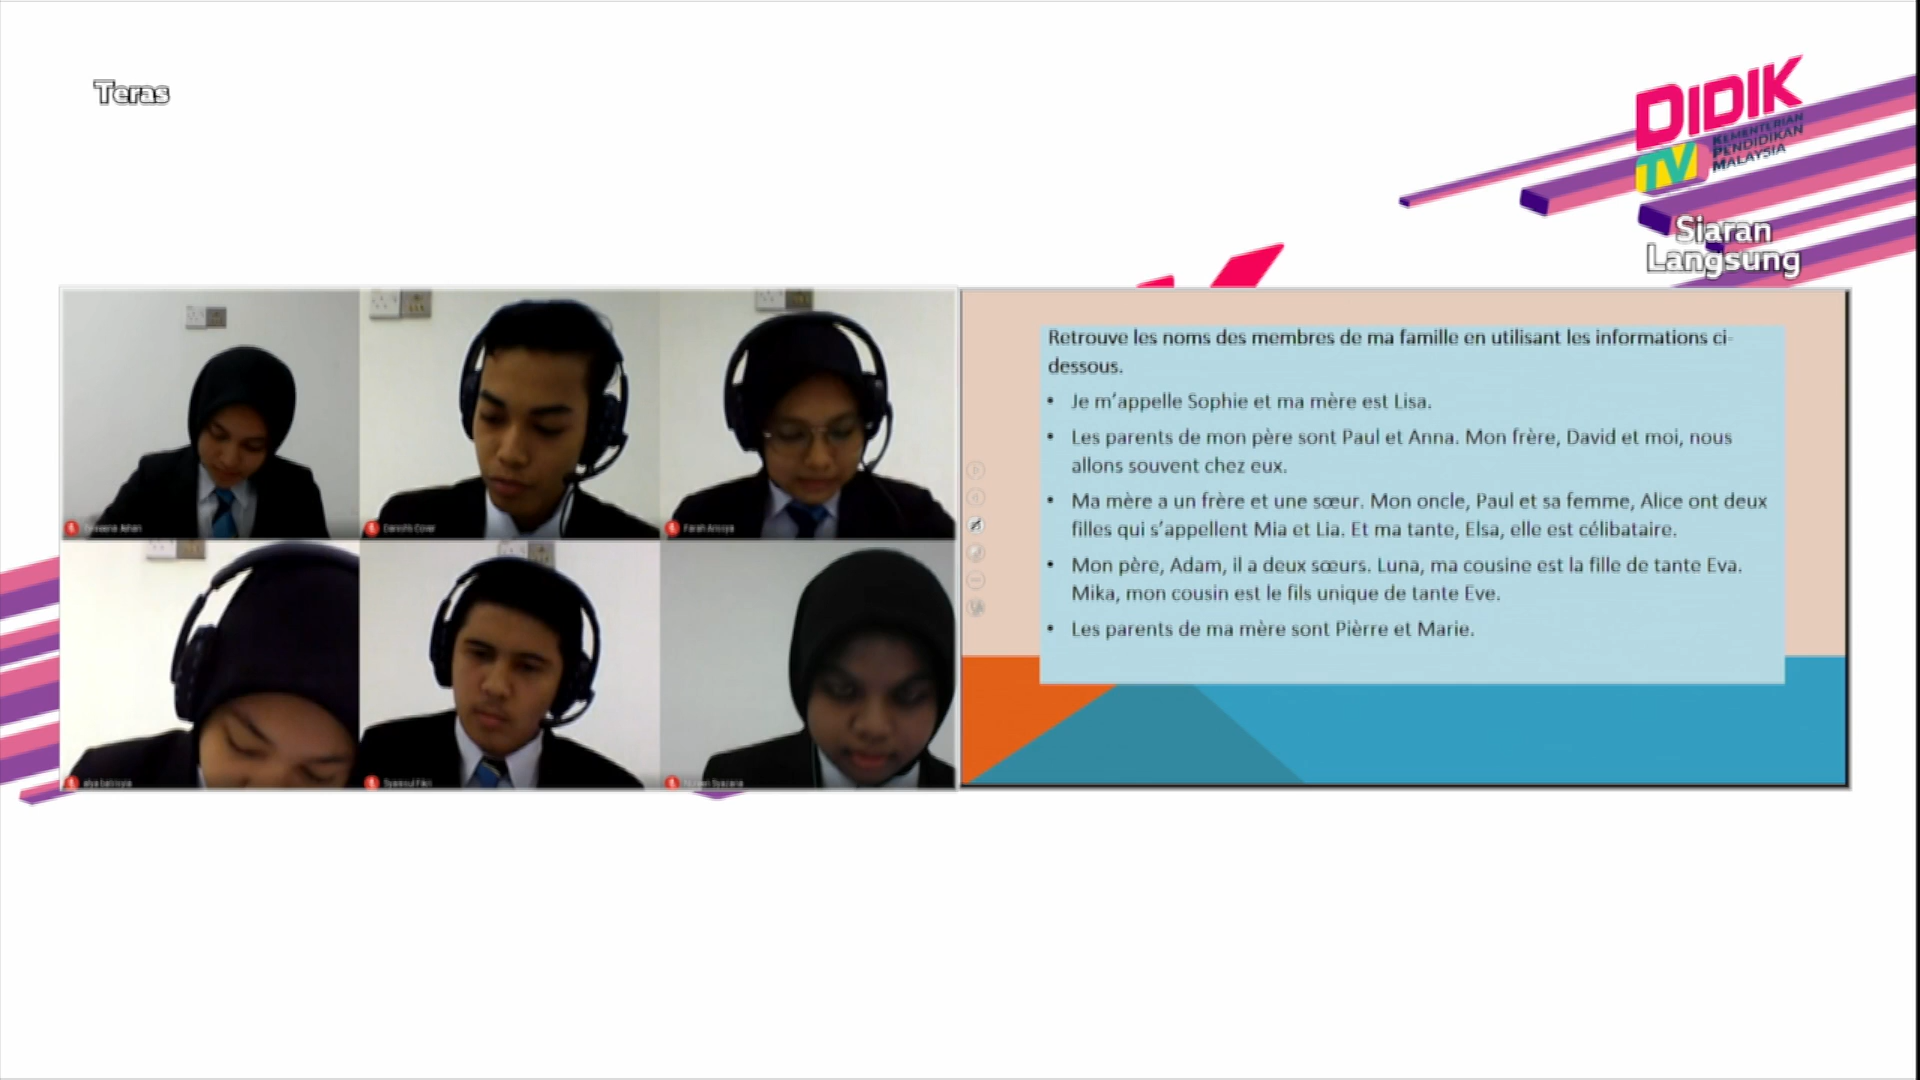 Teras
DIDIK
TV
KEMENTERIAN
PENDIDIKAN
MALAYSIA
Siaran
Langsung
Retrouve les noms des membres de ma famille en utilisant les informations ci-
dessous.
• Je m'appelle Sophie et ma mère est Lisa.
• Les parents de mon père sont Paul et Anna. Mon frère, David et moi, nous
allons souvent chez eux.
• Ma mère a un frère et une sœur. Mon oncle, Paul et sa femme, Alice ont deux
filles qui s'appellent Mia et Lia. Et ma tante, Elsa, elle est célibataire.
• Mon père, Adam, il a deux sœurs. Luna, ma cousine est la fille de tante Eva.
Mika, mon cousin est le fils unique de tante Eve.
• Les parents de ma mère sont Pièrre et Marie.